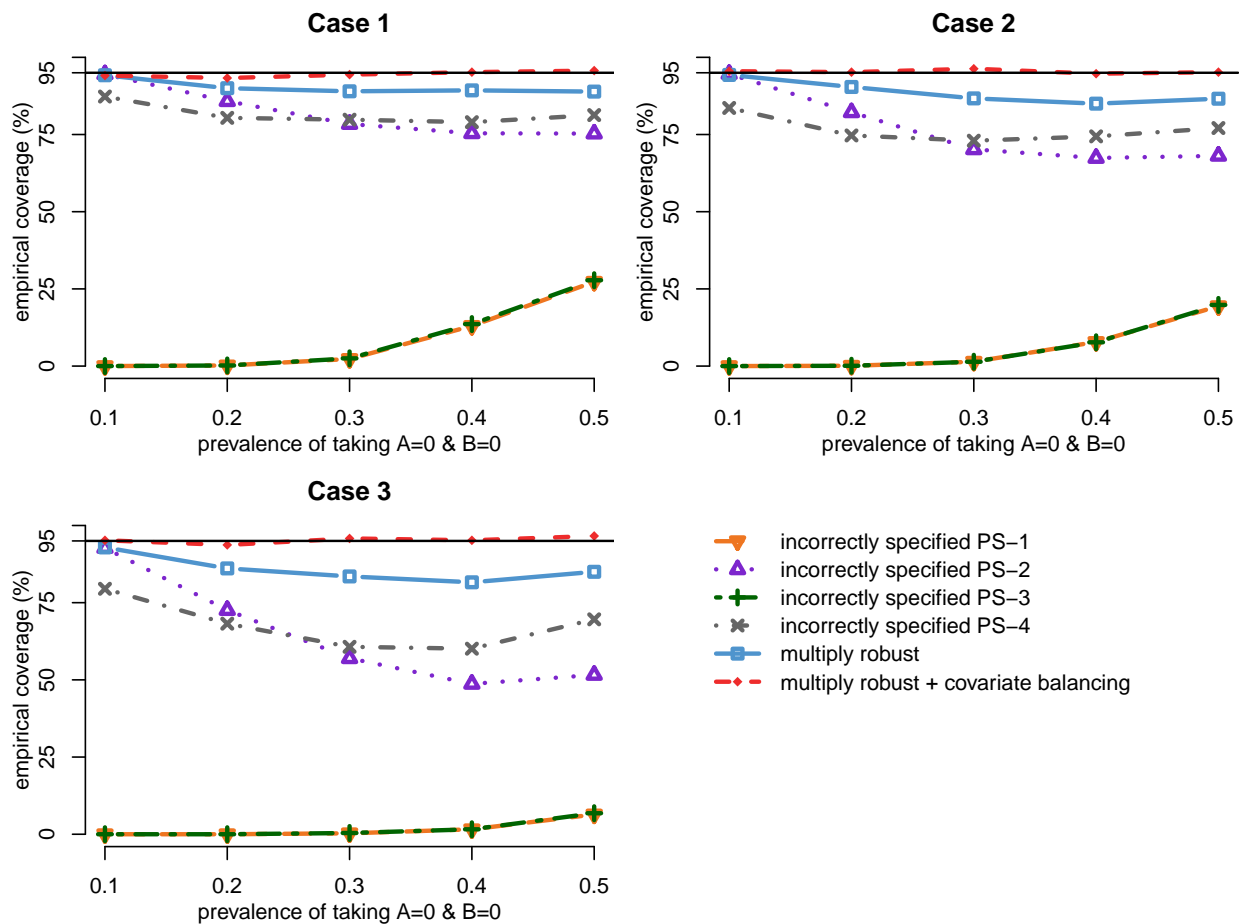 Case 1
empirical coverage (%)
95
75
50
25
0
0.1 0.2 0.3 0.4 0.5
prevalence of taking A=0 & B=0
Case 2
empirical coverage (%)
95
75
50
25
0
0.1 0.2 0.3 0.4 0.5
prevalence of taking A=0 & B=0
Case 3
empirical coverage (%)
95
75
50
25
0
0.1 0.2 0.3 0.4 0.5
prevalence of taking A=0 & B=0
incorrectly specified PS−1
incorrectly specified PS−2
incorrectly specified PS−3
incorrectly specified PS−4
multiply robust
multiply robust + covariate balancing